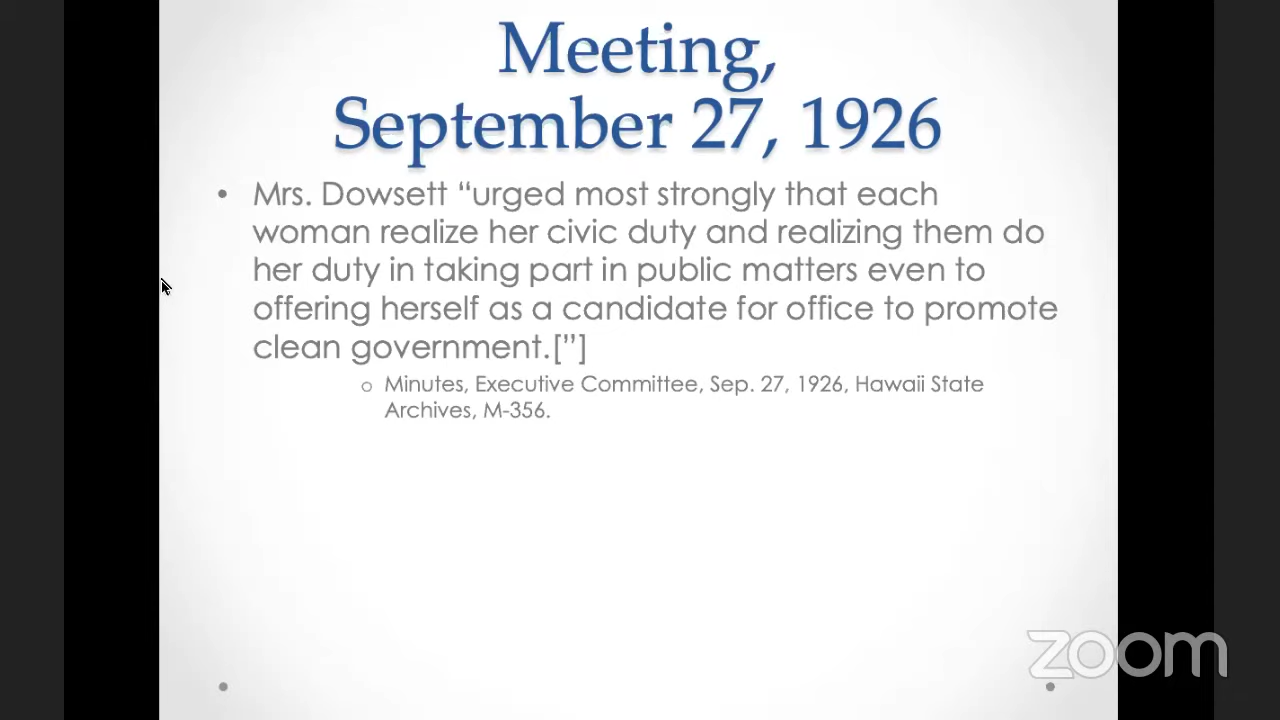 Meeting,
September 27, 1926
• Mrs. Dowsett “urged most strongly that each
woman realize her civic duty and realizing them do
her duty in taking part in public matters even to
offering herself as a candidate for office to promote
clean government.[”]
o Minutes, Executive Committee, Sep. 27, 1926, Hawaii State
Archives, M-356.
zoom